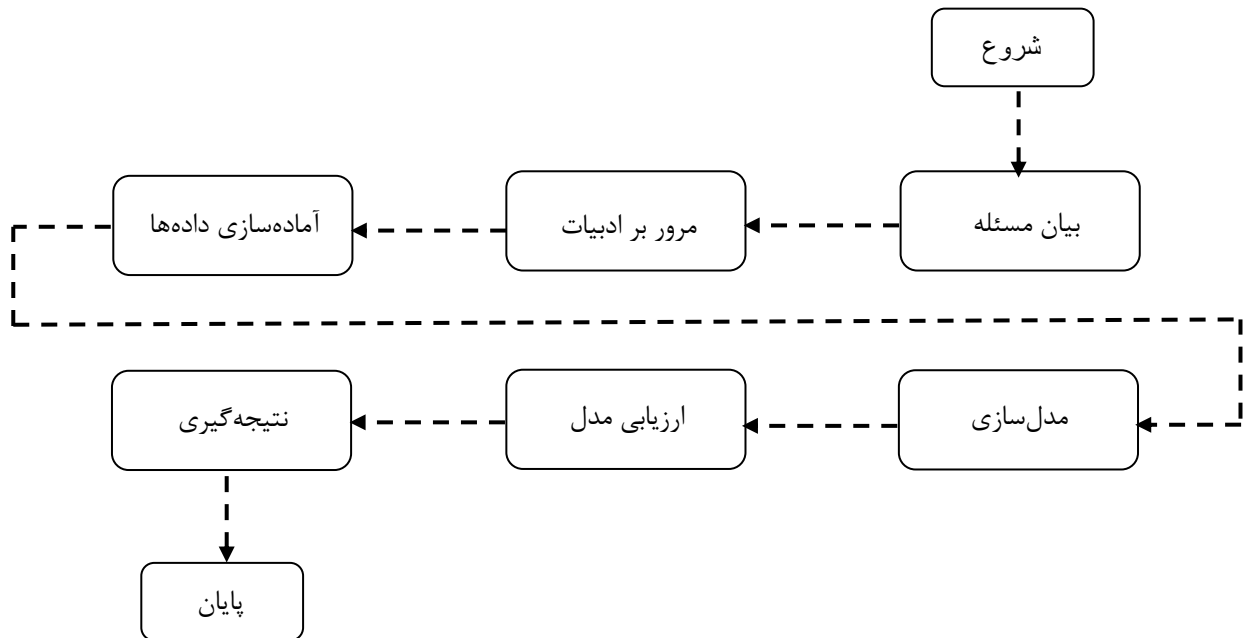 شروع
بیان مسئله
مرور بر ادبیات
آماده‌سازی داده‌ها
مدل‌سازی
ارزیابی مدل
نتیجه‌گیری
پایان